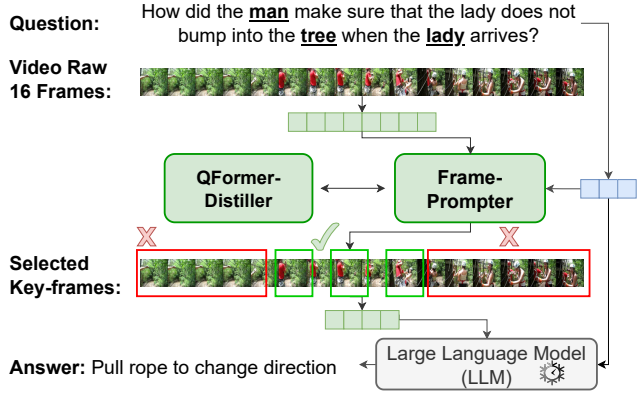 Question: How did the man make sure that the lady does not
bump into the tree when the lady arrives?
Video Raw
16 Frames:
QFormer-
Distiller
Frame-
Prompter
Selected
Key-frames:
Answer: Pull rope to change direction
Large Language Model
(LLM)